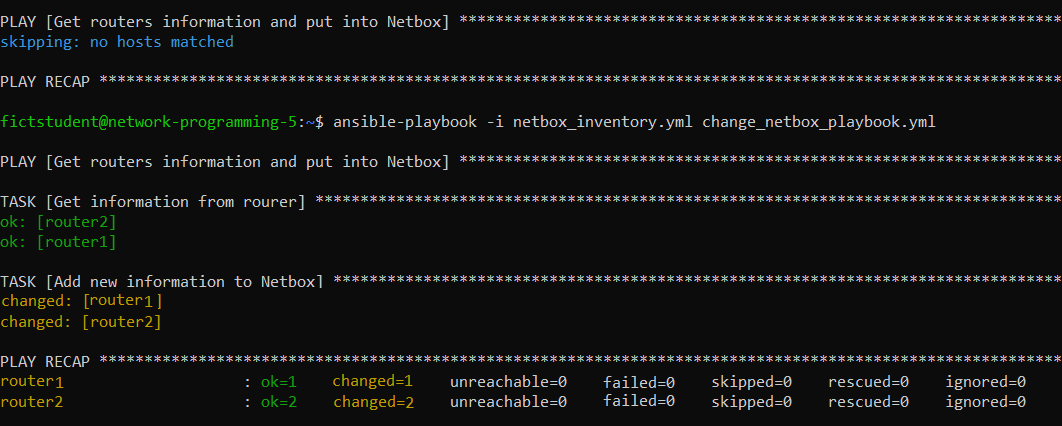 PLAY [Get routers information and put into Netbox] *******************************************************************
skipping: no hosts matched
PLAY RECAP ***********************************************************************************************************
fictstudent@network-programming-5:~$ ansible-playbook -i netbox_inventory.yml change_netbox_playbook.yml
PLAY [Get routers information and put into Netbox] *******************************************************************
TASK [Get information from rourer] ***********************************************************************************
ok: [router2]
ok: [router1]
TASK [Add new information to Netbox] *********************************************************************************
changed: [router1]
changed: [router2]
PLAY RECAP ***********************************************************************************************************
router1 : ok=1 changed=1 unreachable=0 failed=0 skipped=0 rescued=0 ignored=0
router2 : ok=2 changed=2 unreachable=0 failed=0 skipped=0 rescued=0 ignored=0